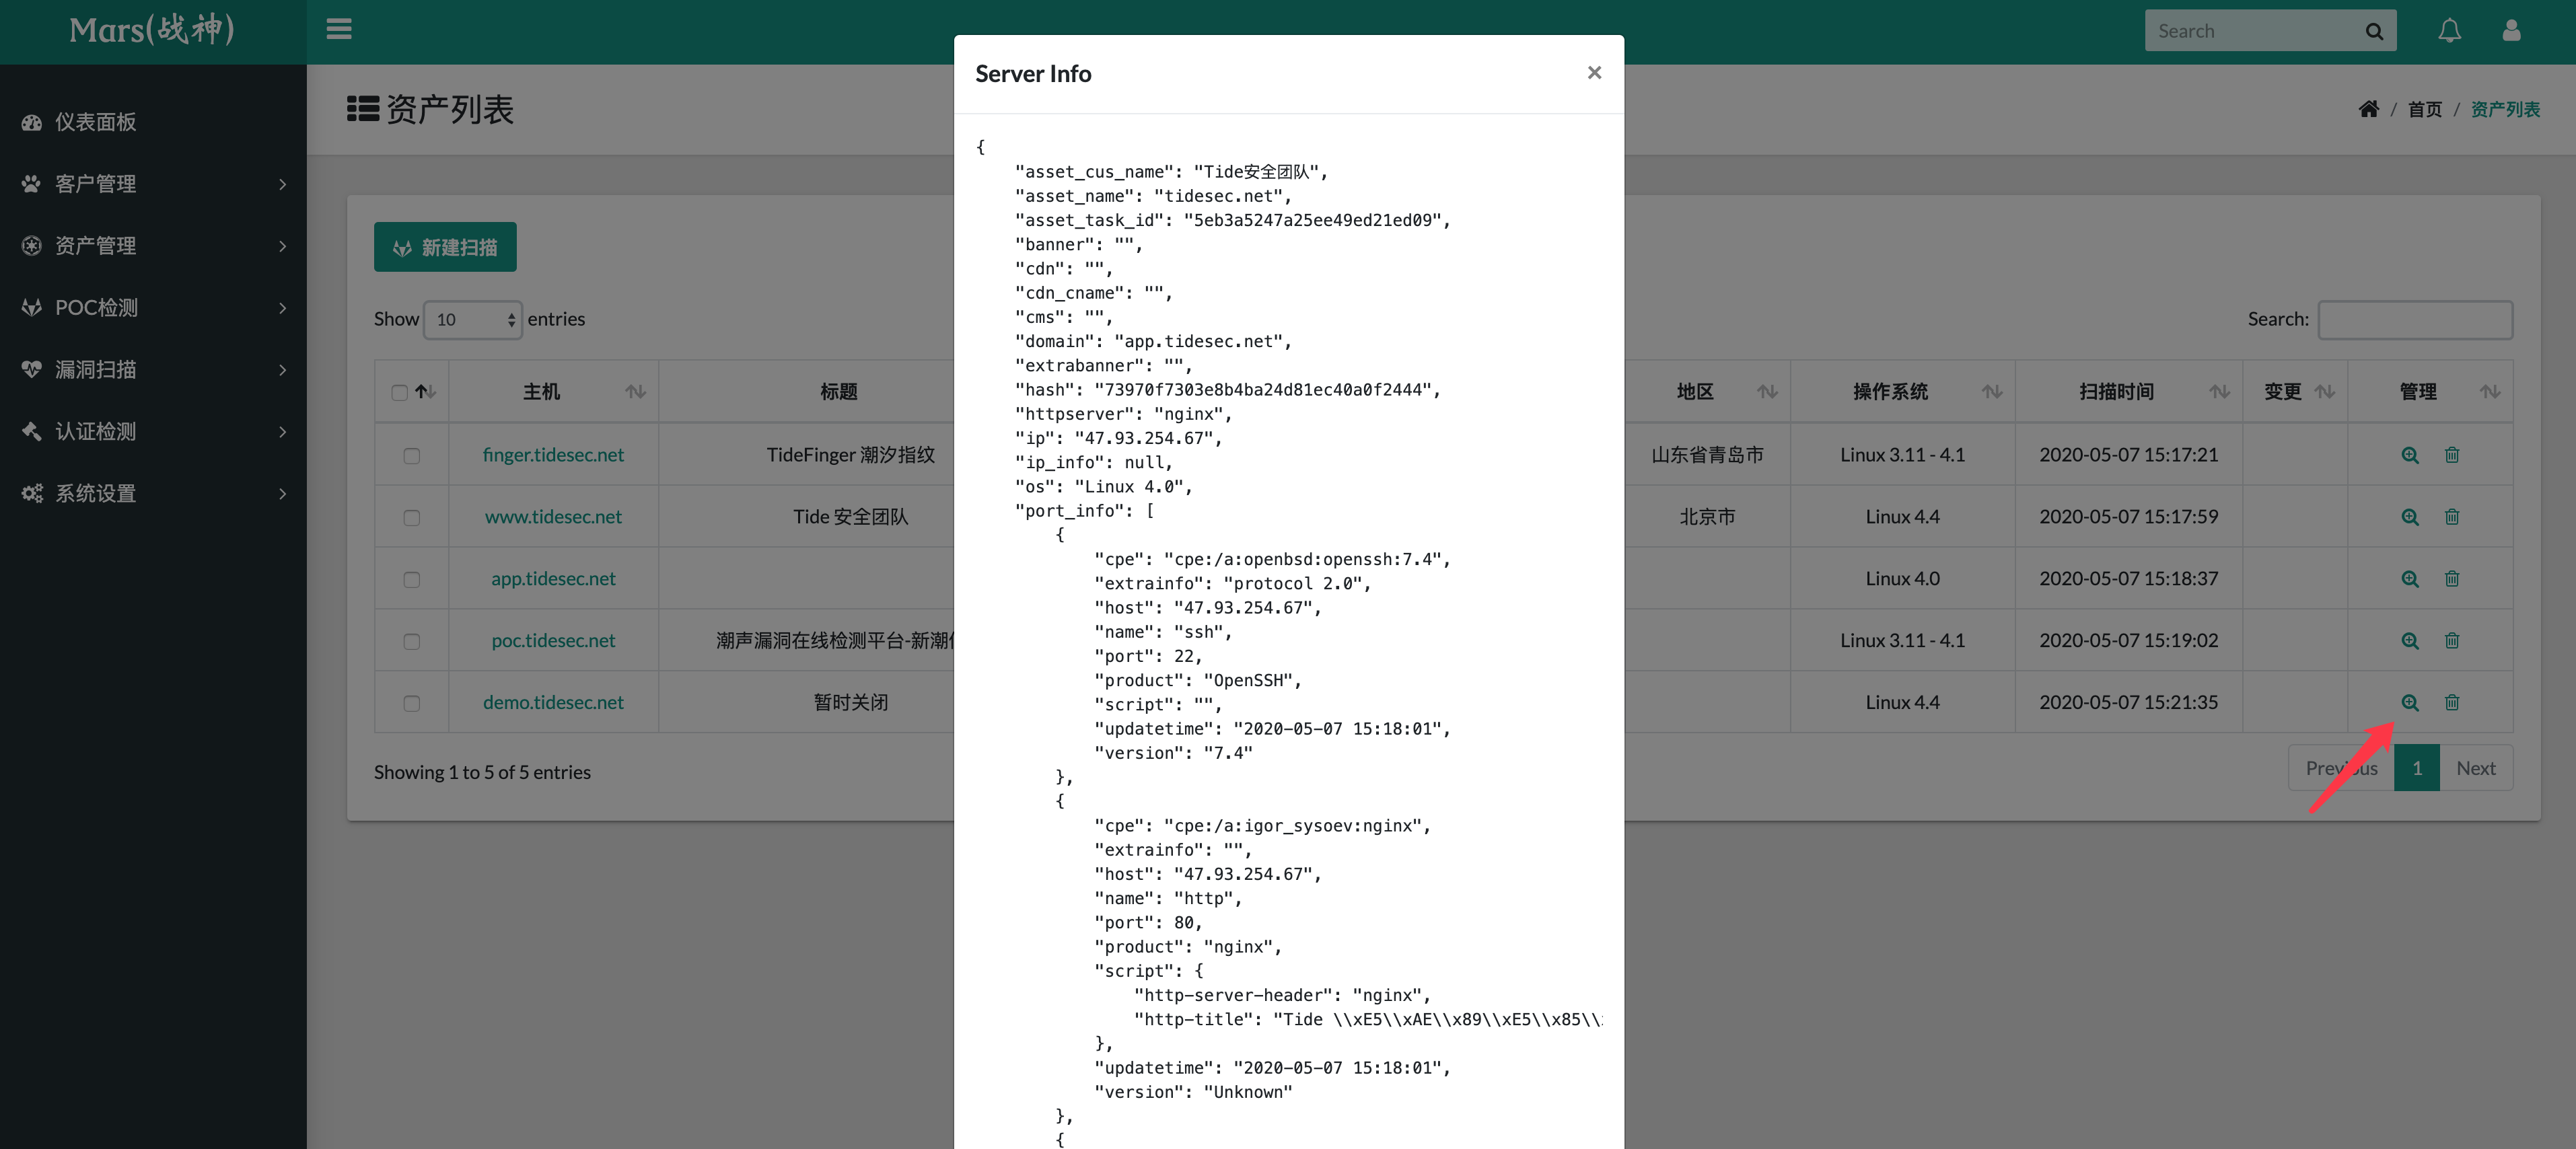 Mars(战神)
Search
仪表面板
客户管理
资产管理
POC检测
漏洞扫描
认证检测
系统设置
资产列表
/ 首页 / 资产列表
新建扫描
Show 10 entries
Search:
主机 标题 地区 操作系统 扫描时间 变更 管理
finger.tidesec.net TideFinger 潮汐指纹 山东省青岛市 Linux 3.11 - 4.1 2020-05-07 15:17:21
www.tidesec.net Tide 安全团队 北京市 Linux 4.4 2020-05-07 15:17:59
app.tidesec.net Linux 4.0 2020-05-07 15:18:37
poc.tidesec.net 潮声漏洞在线检测平台-新潮 Linux 3.11 - 4.1 2020-05-07 15:19:02
demo.tidesec.net 暂时关闭 Linux 4.4 2020-05-07 15:21:35
Showing 1 to 5 of 5 entries
Previous 1 Next
Server Info ×
{
"asset_cus_name": "Tide安全团队",
"asset_name": "tidesec.net",
"asset_task_id": "5eb3a5247a25ee49ed21ed09",
"banner": "",
"cdn": "",
"cdn_cname": "",
"cms": "",
"domain": "app.tidesec.net",
"extrabanner": "",
"hash": "73970f7303e8b4ba24d81ec40a0f2444",
"httpserver": "nginx",
"ip": "47.93.254.67",
"ip_info": null,
"os": "Linux 4.0",
"port_info": [
{
"cpe": "cpe:/a:openbsd:openssh:7.4",
"extrainfo": "protocol 2.0",
"host": "47.93.254.67",
"name": "ssh",
"port": 22,
"product": "OpenSSH",
"script": "",
"updatetime": "2020-05-07 15:18:01",
"version": "7.4"
},
{
"cpe": "cpe:/a:igor_sysoev:nginx",
"extrainfo": "",
"host": "47.93.254.67",
"name": "http",
"port": 80,
"product": "nginx",
"script": {
"http-server-header": "nginx",
"http-title": "Tide \\xE5\\xAE\\x89\\xE5\\x85\\
},
"updatetime": "2020-05-07 15:18:01",
"version": "Unknown"
},
{